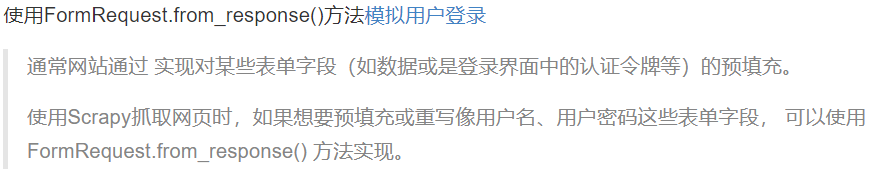 使用FormRequest.from_response()方法模拟用户登录
通常网站通过 实现对某些表单字段（如数据或是登录界面中的认证令牌等）的预填充。
使用Scrapy抓取网页时，如果想要预填充或重写像用户名、用户密码这些表单字段， 可以使用
FormRequest.from_response() 方法实现。